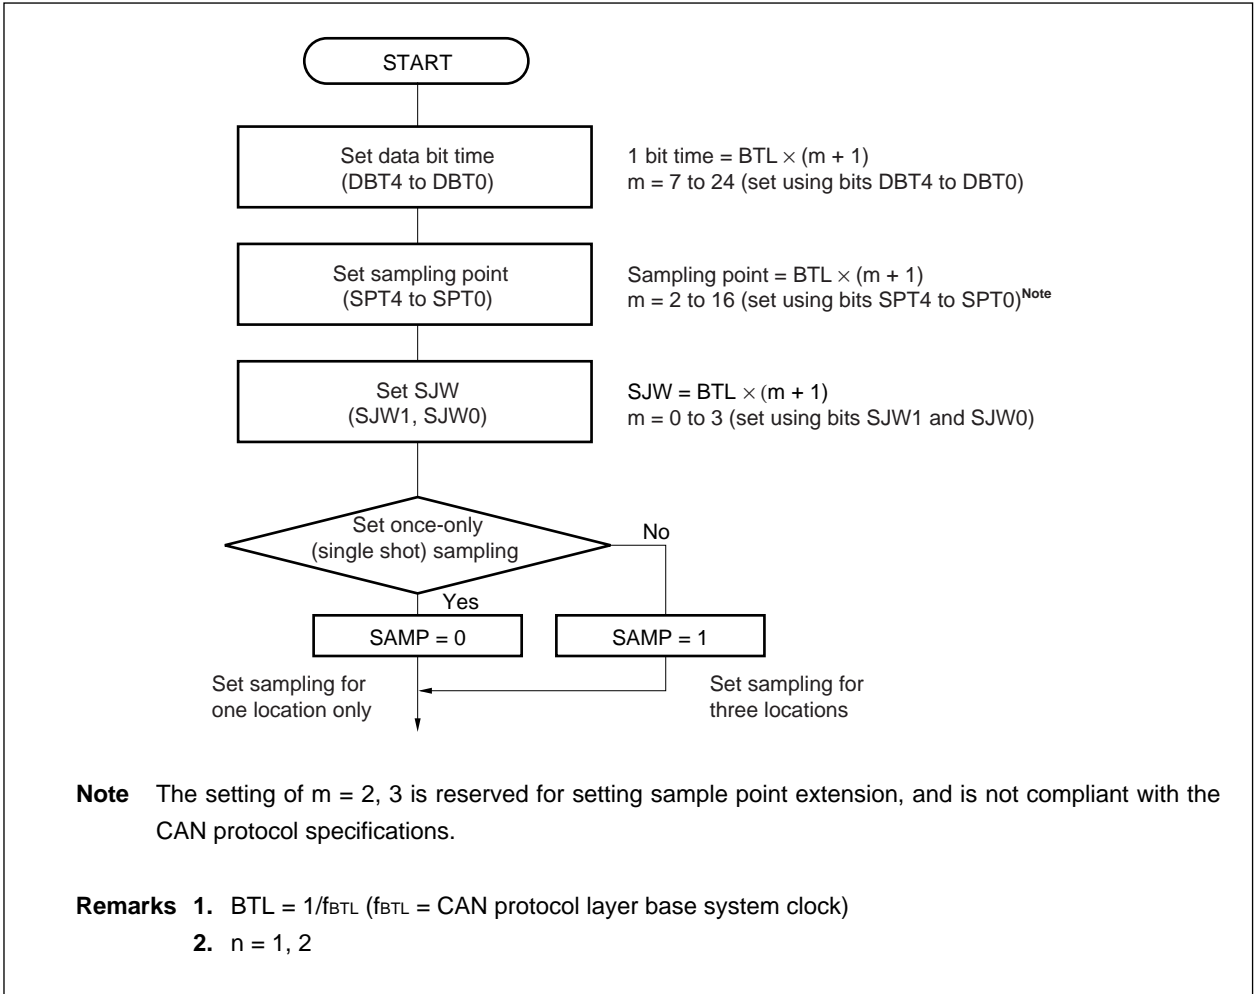 START
Set data bit time
(DBT4 to DBT0)
1 bit time = BTL × (m + 1)
m = 7 to 24 (set using bits DBT4 to DBT0)
Set sampling point
(SPT4 to SPT0)
Sampling point = BTL × (m + 1)
m = 2 to 16 (set using bits SPT4 to SPT0)Note
Set SJW
(SJW1, SJW0)
SJW = BTL × (m + 1)
m = 0 to 3 (set using bits SJW1 and SJW0)
Set once-only
(single shot) sampling
No
Yes
SAMP = 0
SAMP = 1
Set sampling for
one location only
Set sampling for
three locations
Note The setting of m = 2, 3 is reserved for setting sample point extension, and is not compliant with the
CAN protocol specifications.
Remarks 1. BTL = 1/fBTL (fBTL = CAN protocol layer base system clock)
2. n = 1, 2